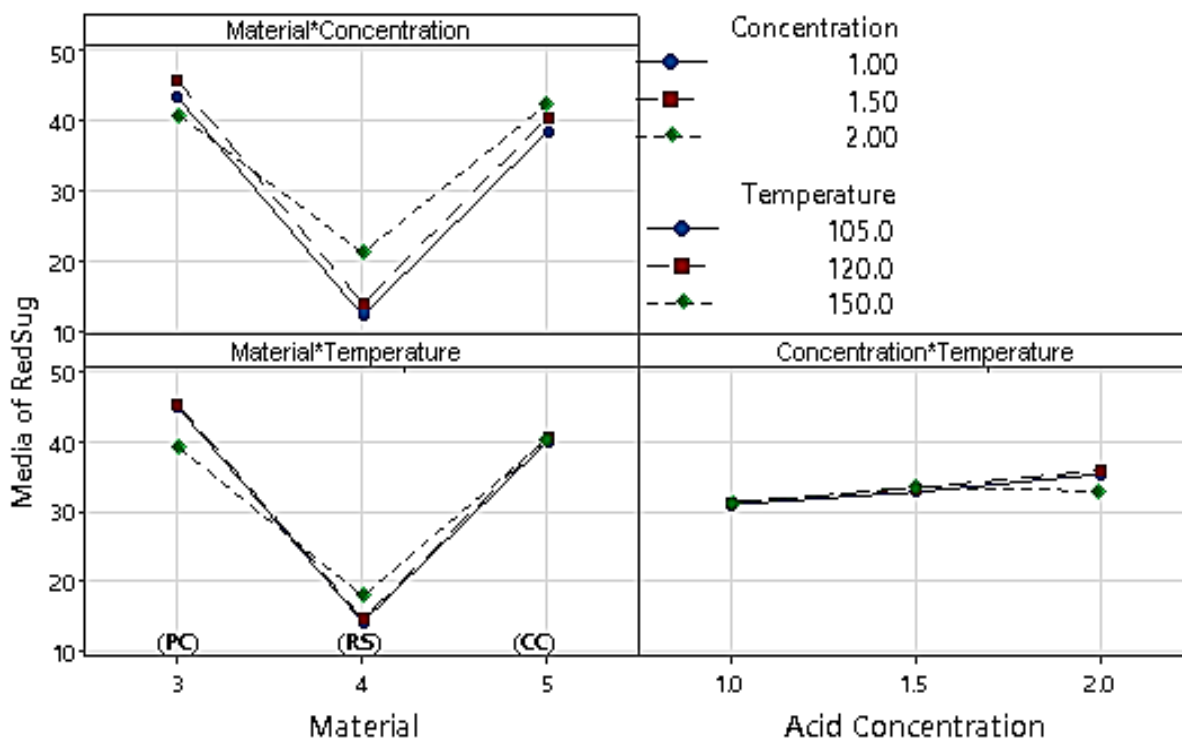 Material*Concentration
50
40
30
20
10
Concentration
1.00
1.50
2.00
Temperature
105.0
120.0
150.0
Media of RedSug
Material*Temperature
50
40
30
20
10
(PC) (RS) (CC)
3 4 5
Material
Concentration*Temperature
1.0 1.5 2.0
Acid Concentration